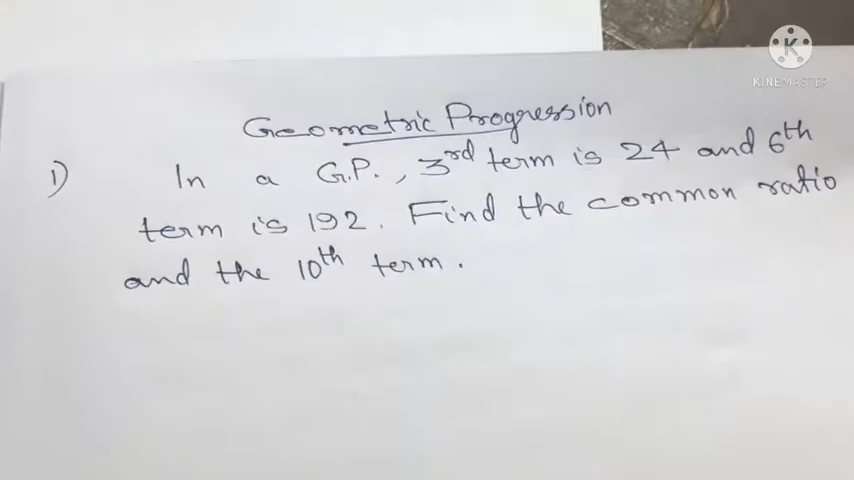 K
KINEMASTER
Geometric Progression
1) In a G.P., 3rd term is 24 and 6th
term is 192. Find the common ratio
and the 10th term.